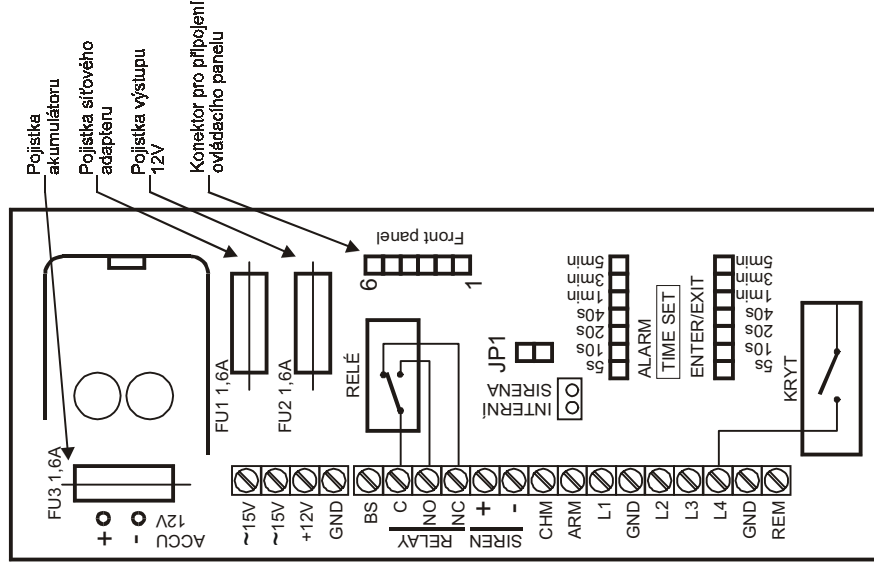 Pojistka
akumulátoru
Pojistka síťového
adapteru
Pojistka výstupu
12V
Konektor pro připojení
ovládacího panelu
FU3 1,6A
FU1 1,6A
FU2 1,6A
Front panel
6
1
RELÉ
JP1
INTERNÍ
SIRENA
5min
3min
1min
40s
20s
10s
5s
ALARM
TIME SET
ENTER/EXIT
5min
3min
1min
40s
20s
10s
5s
KRYT
+
-
12V
ACCU
~15V
~15V
+12V
GND
BS
C
NO
NC
RELAY
+
-
SIREN
CHM
ARM
L1
GND
L2
L3
L4
GND
REM